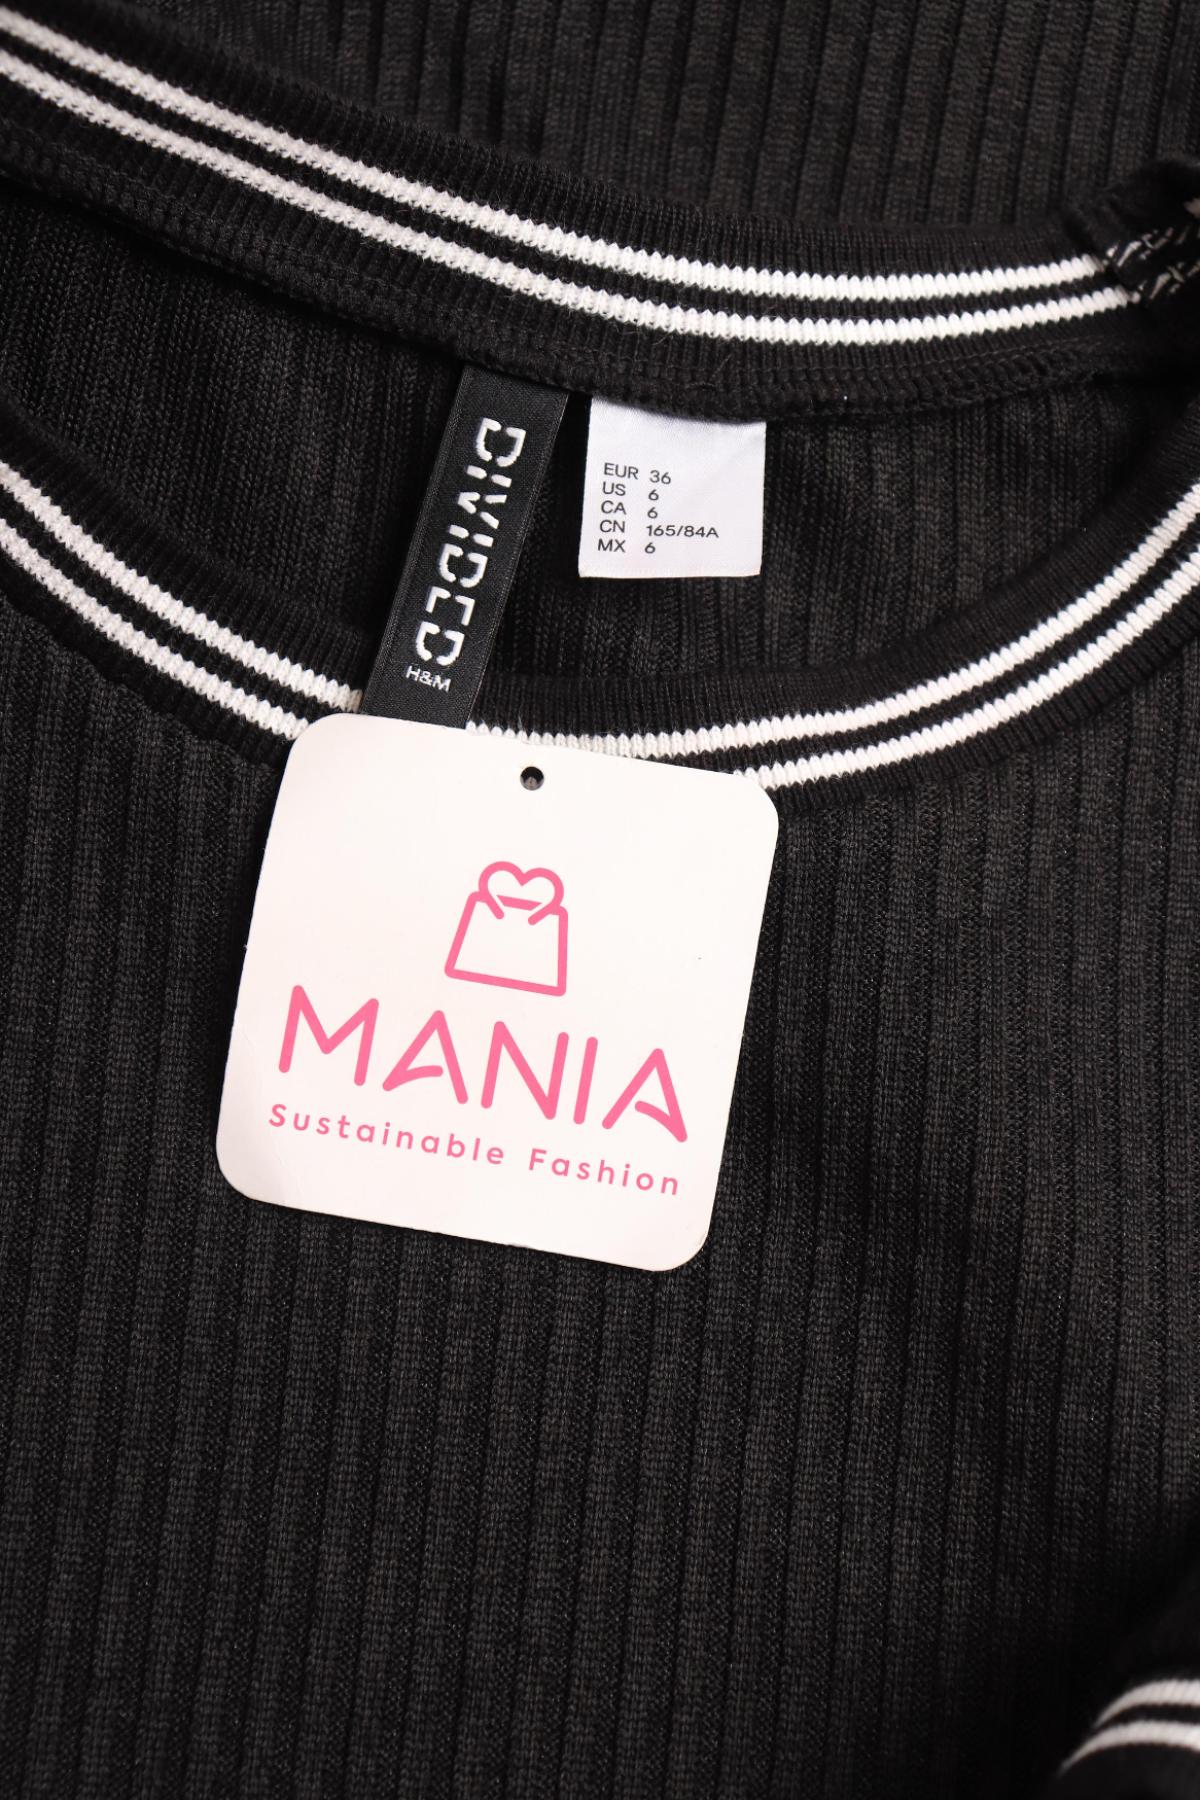 DIVIDED
H&M
EUR 36
US 6
CA 6
CN 165/84A
MX 6
MANIA
Sustainable Fashion